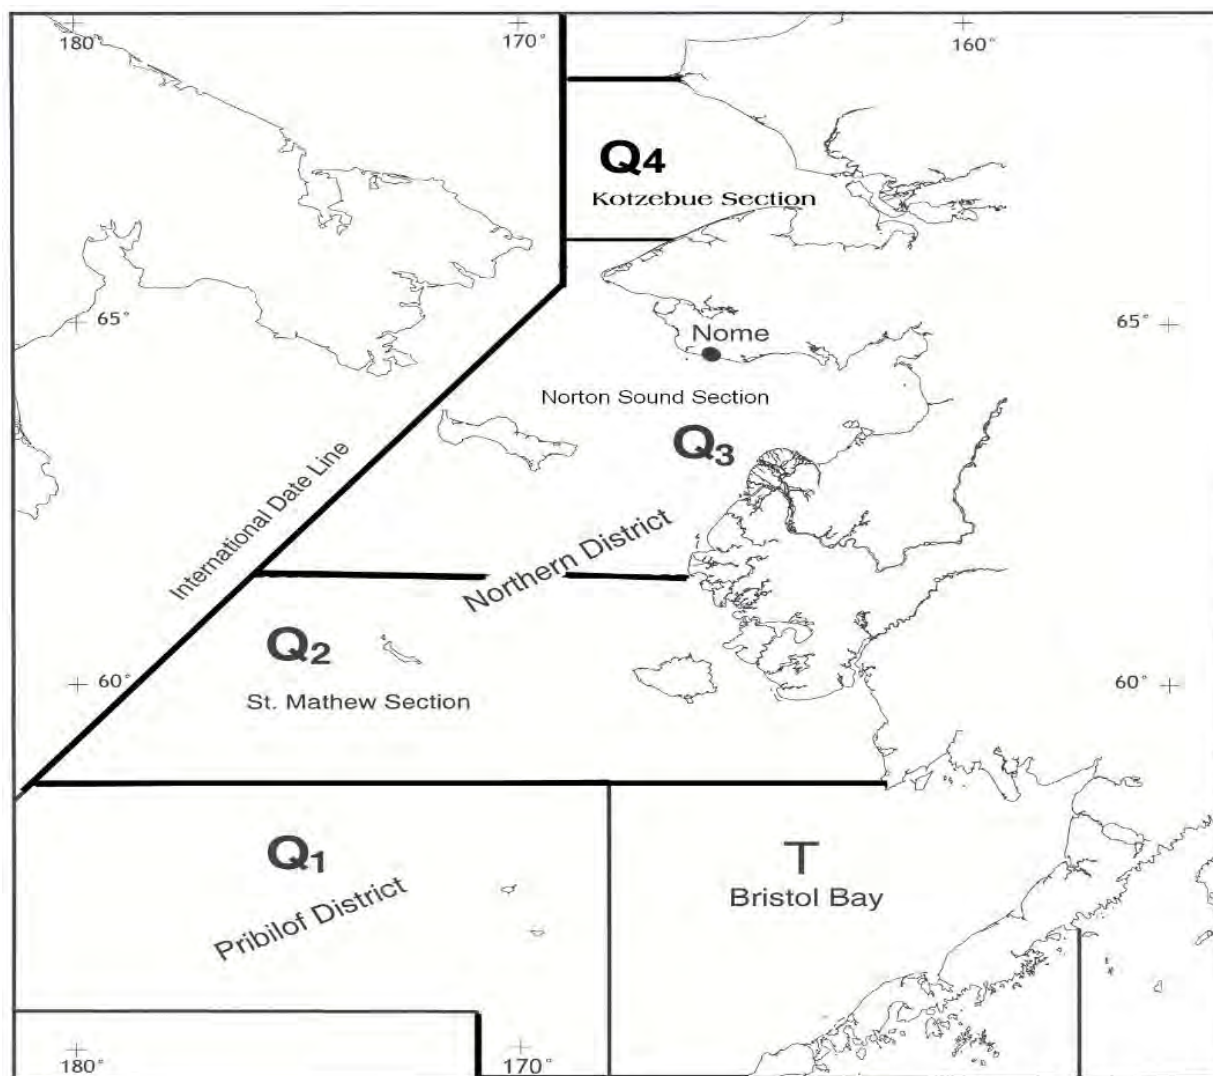 180° 170° 160°
Q4
Kotzebue Section
65° 65°
Nome
Norton Sound Section
Q3
International Date Line
Northern District
Q2
60° 60°
St. Mathew Section
Q1
T
Bristol Bay
Pribilof District
180° 170°